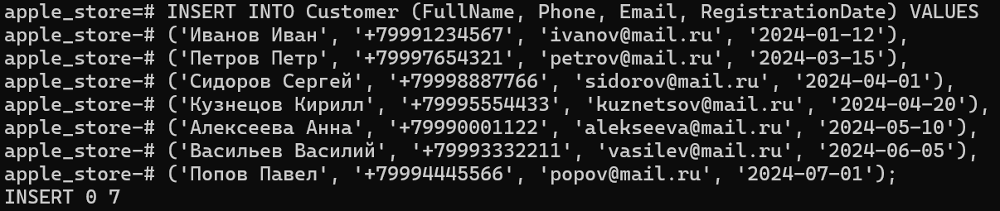 apple_store=# INSERT INTO Customer (FullName, Phone, Email, RegistrationDate) VALUES
apple_store-# ('Иванов Иван', '+79991234567', 'ivanov@mail.ru', '2024-01-12'),
apple_store-# ('Петров Петр', '+79997654321', 'petrov@mail.ru', '2024-03-15'),
apple_store-# ('Сидоров Сергей', '+79998887766', 'sidorov@mail.ru', '2024-04-01'),
apple_store-# ('Кузнецов Кирилл', '+79995554433', 'kuznetsov@mail.ru', '2024-04-20'),
apple_store-# ('Алексеева Анна', '+79990001122', 'alekseeva@mail.ru', '2024-05-10'),
apple_store-# ('Васильев Василий', '+79993332211', 'vasilev@mail.ru', '2024-06-05'),
apple_store-# ('Попов Павел', '+79994445566', 'popov@mail.ru', '2024-07-01');
INSERT 0 7